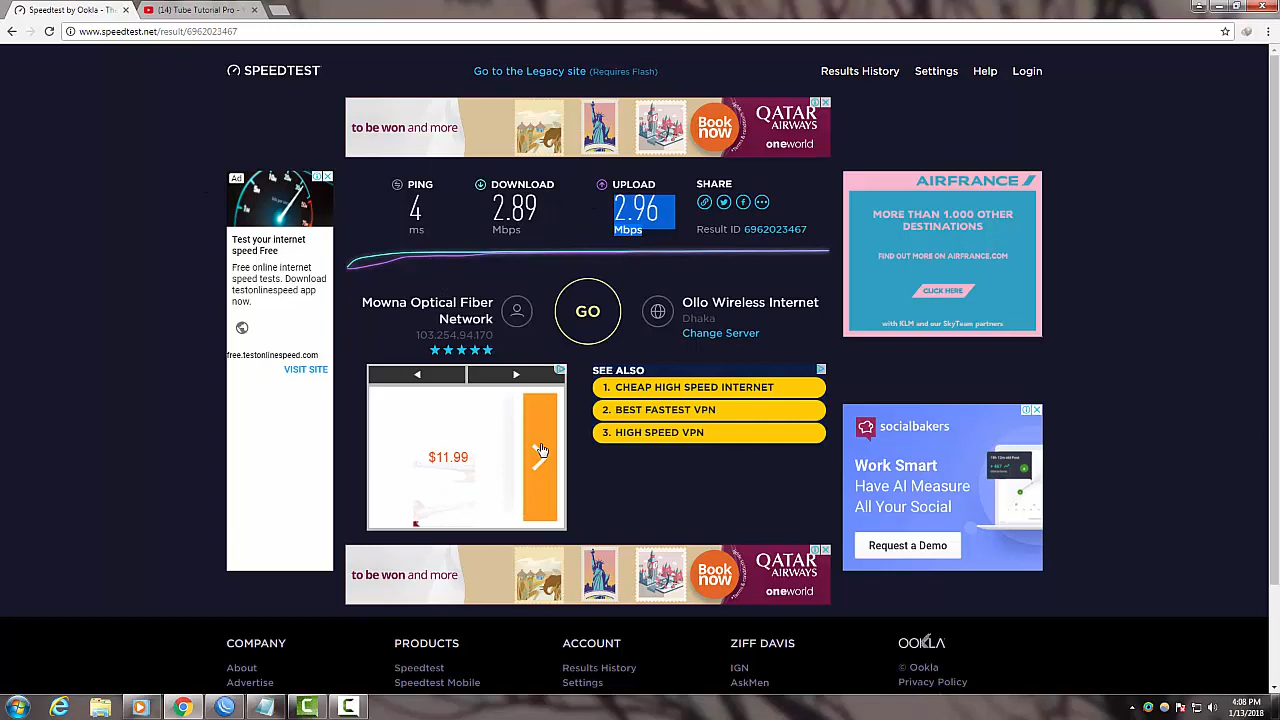 Speedtest by Ookla - The
(14) Tube Tutorial Pro -
www.speedtest.net/result/6962023467
SPEEDTEST
Go to the Legacy site (Requires Flash)
Results History
Settings
Help
Login
to be won and more
Book now
QATAR AIRWAYS
oneworld
Ad
Test your internet
speed Free
Free online internet
speed tests. Download
testonlinespeed app
now.
free.testonlinespeed.com
VISIT SITE
PING
4
ms
DOWNLOAD
2.89
Mbps
UPLOAD
2.96
Mbps
SHARE
Result ID 6962023467
Mowna Optical Fiber
Network
103.254.94.170
GO
Ollo Wireless Internet
Dhaka
Change Server
$11.99
SEE ALSO
1. CHEAP HIGH SPEED INTERNET
2. BEST FASTEST VPN
3. HIGH SPEED VPN
AIRFRANCE
MORE THAN 1.000 OTHER
DESTINATIONS
FIND OUT MORE ON AIRFRANCE.COM
CLICK HERE
with KLM and our SkyTeam partners
socialbakers
Work Smart
Have AI Measure
All Your Social
Request a Demo
to be won and more
Book now
QATAR AIRWAYS
oneworld
COMPANY
About
Advertise
PRODUCTS
Speedtest
Speedtest Mobile
ACCOUNT
Results History
Settings
ZIFF DAVIS
IGN
AskMen
OOKLA
© Ookla
Privacy Policy
4:08 PM
1/13/2018